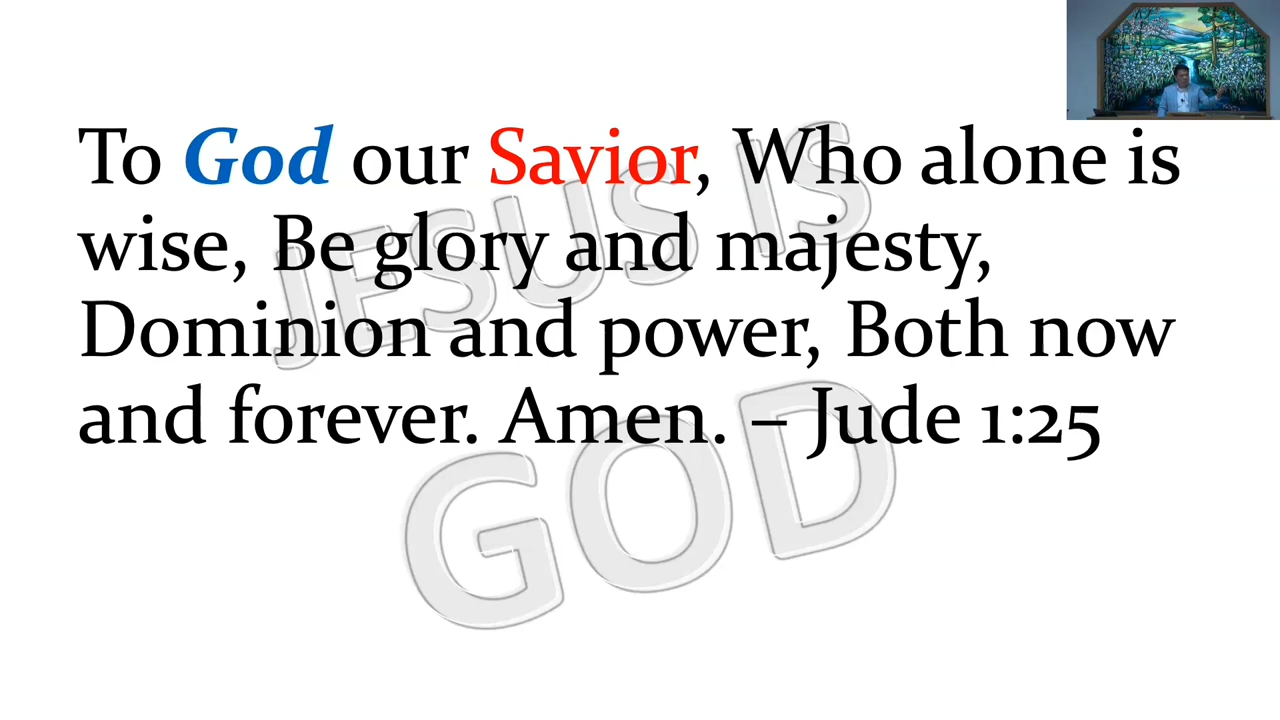 To God our Savior, Who alone is
wise, Be glory and majesty,
Dominion and power, Both now
and forever. Amen. – Jude 1:25
JESUS IS
GOD